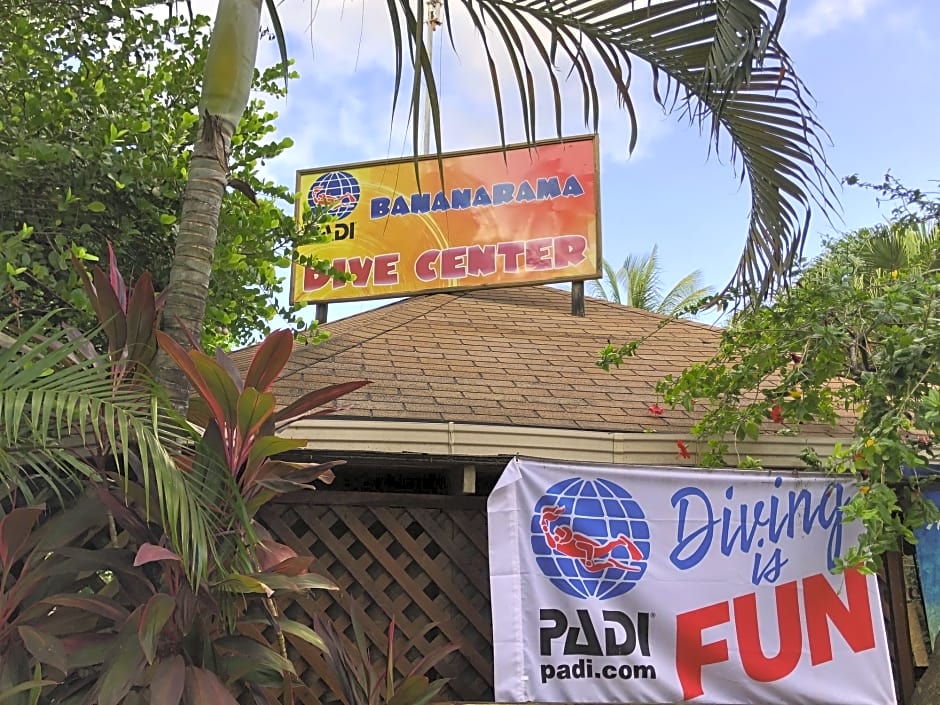 BANANARAMA
PADI
DIVE CENTER
Diving
is
FUN
PADI®
padi.com